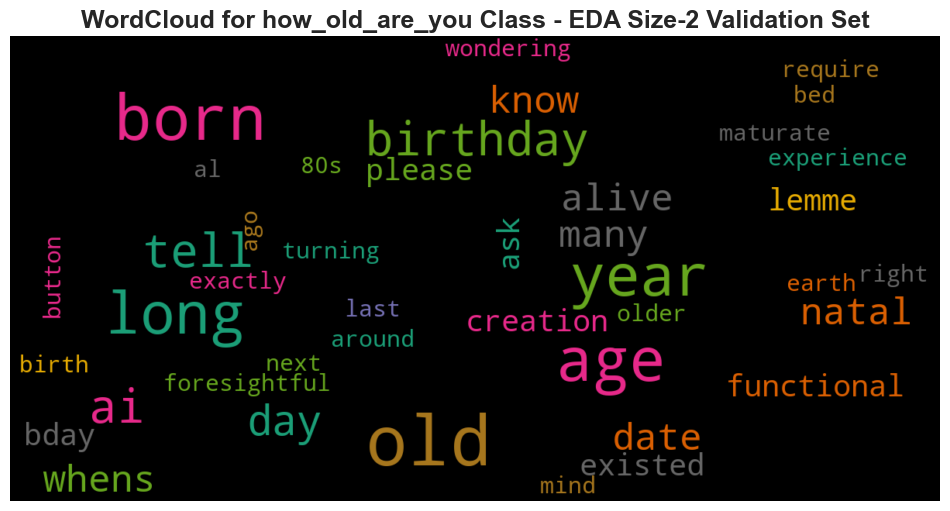 WordCloud for how_old_are_you Class - EDA Size-2 Validation Set
wondering
require
bed
know
born
birthday
maturate
experience
al
80s
please
alive
lemme
ago
many
ask
tell
turning
button
exactly
year
earth
right
long
last
creation
older
natal
around
birth
next
foresightful
age
functional
ai
day
bday
old
date
existed
whens
mind